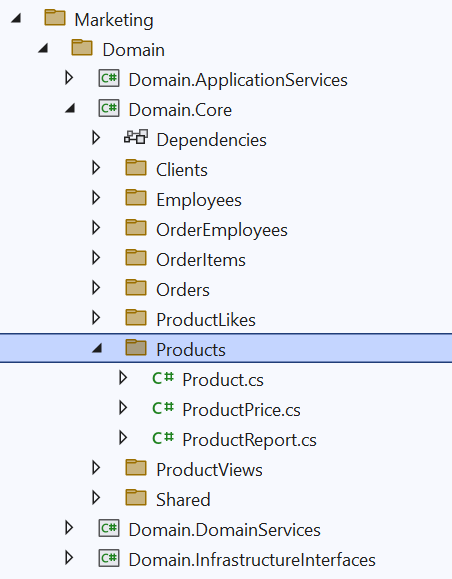 Marketing
Domain
C# Domain.ApplicationServices
C# Domain.Core
Dependencies
Clients
Employees
OrderEmployees
OrderItems
Orders
ProductLikes
Products
C# Product.cs
C# ProductPrice.cs
C# ProductReport.cs
ProductViews
Shared
C# Domain.DomainServices
C# Domain.InfrastructureInterfaces